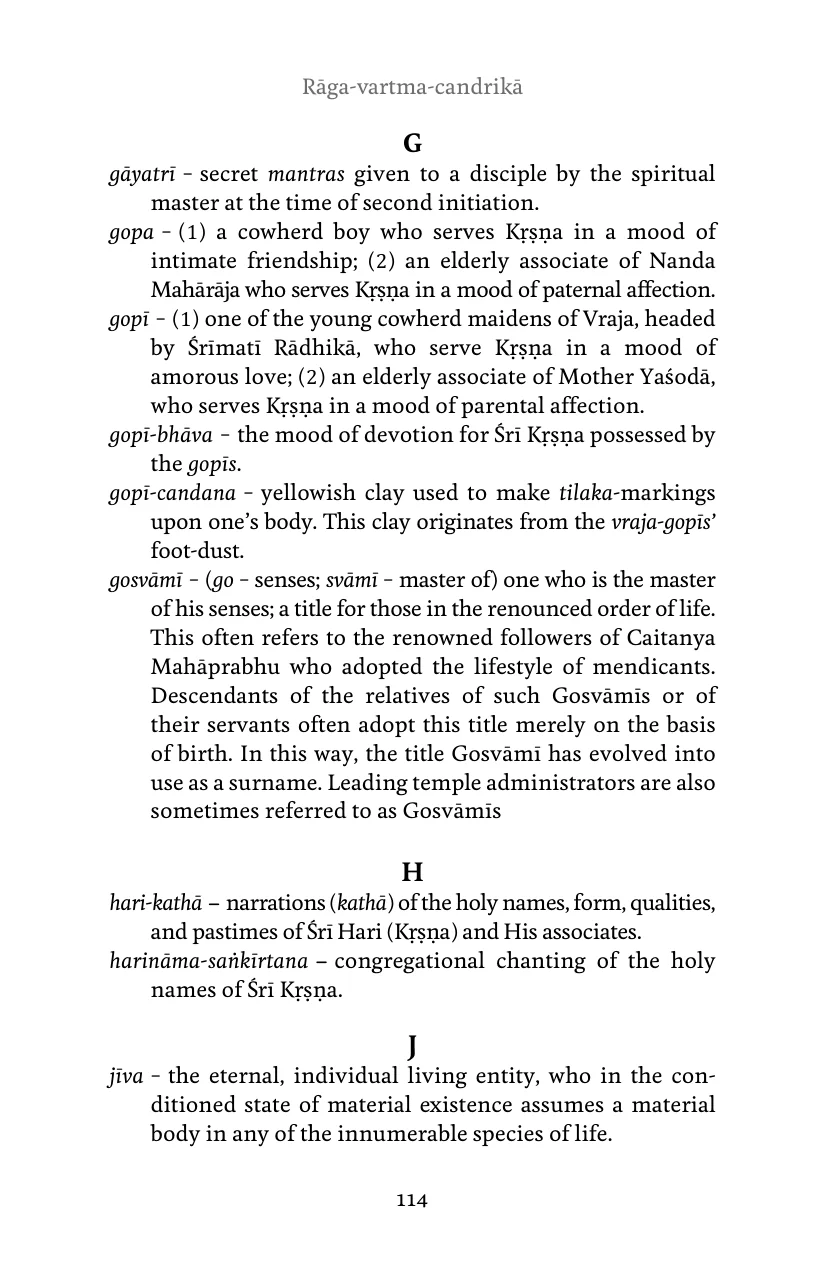 Rāga-vartma-candrikā
G
gāyatrī – secret mantras given to a disciple by the spiritual
master at the time of second initiation.
gopa – (1) a cowherd boy who serves Kṛṣṇa in a mood of
intimate friendship; (2) an elderly associate of Nanda
Mahārāja who serves Kṛṣṇa in a mood of paternal affection.
gopī – (1) one of the young cowherd maidens of Vraja, headed
by Śrīmatī Rādhikā, who serve Kṛṣṇa in a mood of
amorous love; (2) an elderly associate of Mother Yaśodā,
who serves Kṛṣṇa in a mood of parental affection.
gopī-bhāva – the mood of devotion for Śrī Kṛṣṇa possessed by
the gopīs.
gopī-candana – yellowish clay used to make tilaka-markings
upon one’s body. This clay originates from the vraja-gopīs’
foot-dust.
gosvāmī – (go – senses; svāmī – master of) one who is the master
of his senses; a title for those in the renounced order of life.
This often refers to the renowned followers of Caitanya
Mahāprabhu who adopted the lifestyle of mendicants.
Descendants of the relatives of such Gosvāmīs or of
their servants often adopt this title merely on the basis
of birth. In this way, the title Gosvāmī has evolved into
use as a surname. Leading temple administrators are also
sometimes referred to as Gosvāmīs
H
hari-kathā – narrations (kathā) of the holy names, form, qualities,
and pastimes of Śrī Hari (Kṛṣṇa) and His associates.
harināma-saṅkīrtana – congregational chanting of the holy
names of Śrī Kṛṣṇa.
J
jīva – the eternal, individual living entity, who in the con-
ditioned state of material existence assumes a material
body in any of the innumerable species of life.
114